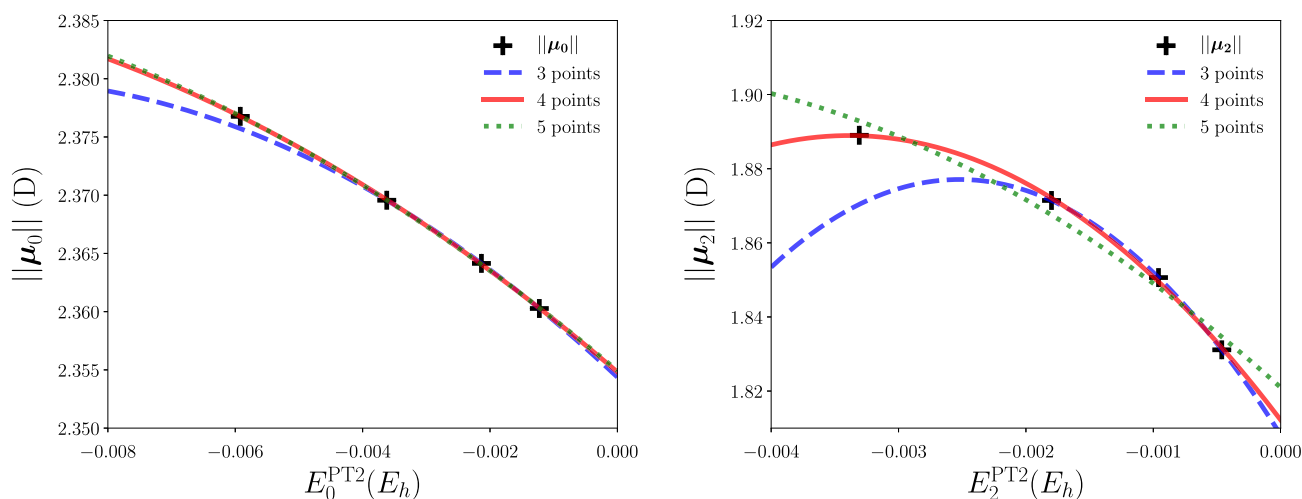 2.385
2.380
2.375
2.370
2.365
2.360
2.355
2.350
||μ₀|| (D)
||μ₀||
3 points
4 points
5 points
−0.008
−0.006
−0.004
−0.002
0.000
E₀^PT2(E_h)
1.92
1.90
1.88
1.86
1.84
1.82
||μ₂|| (D)
||μ₂||
3 points
4 points
5 points
−0.004
−0.003
−0.002
−0.001
0.000
E₂^PT2(E_h)